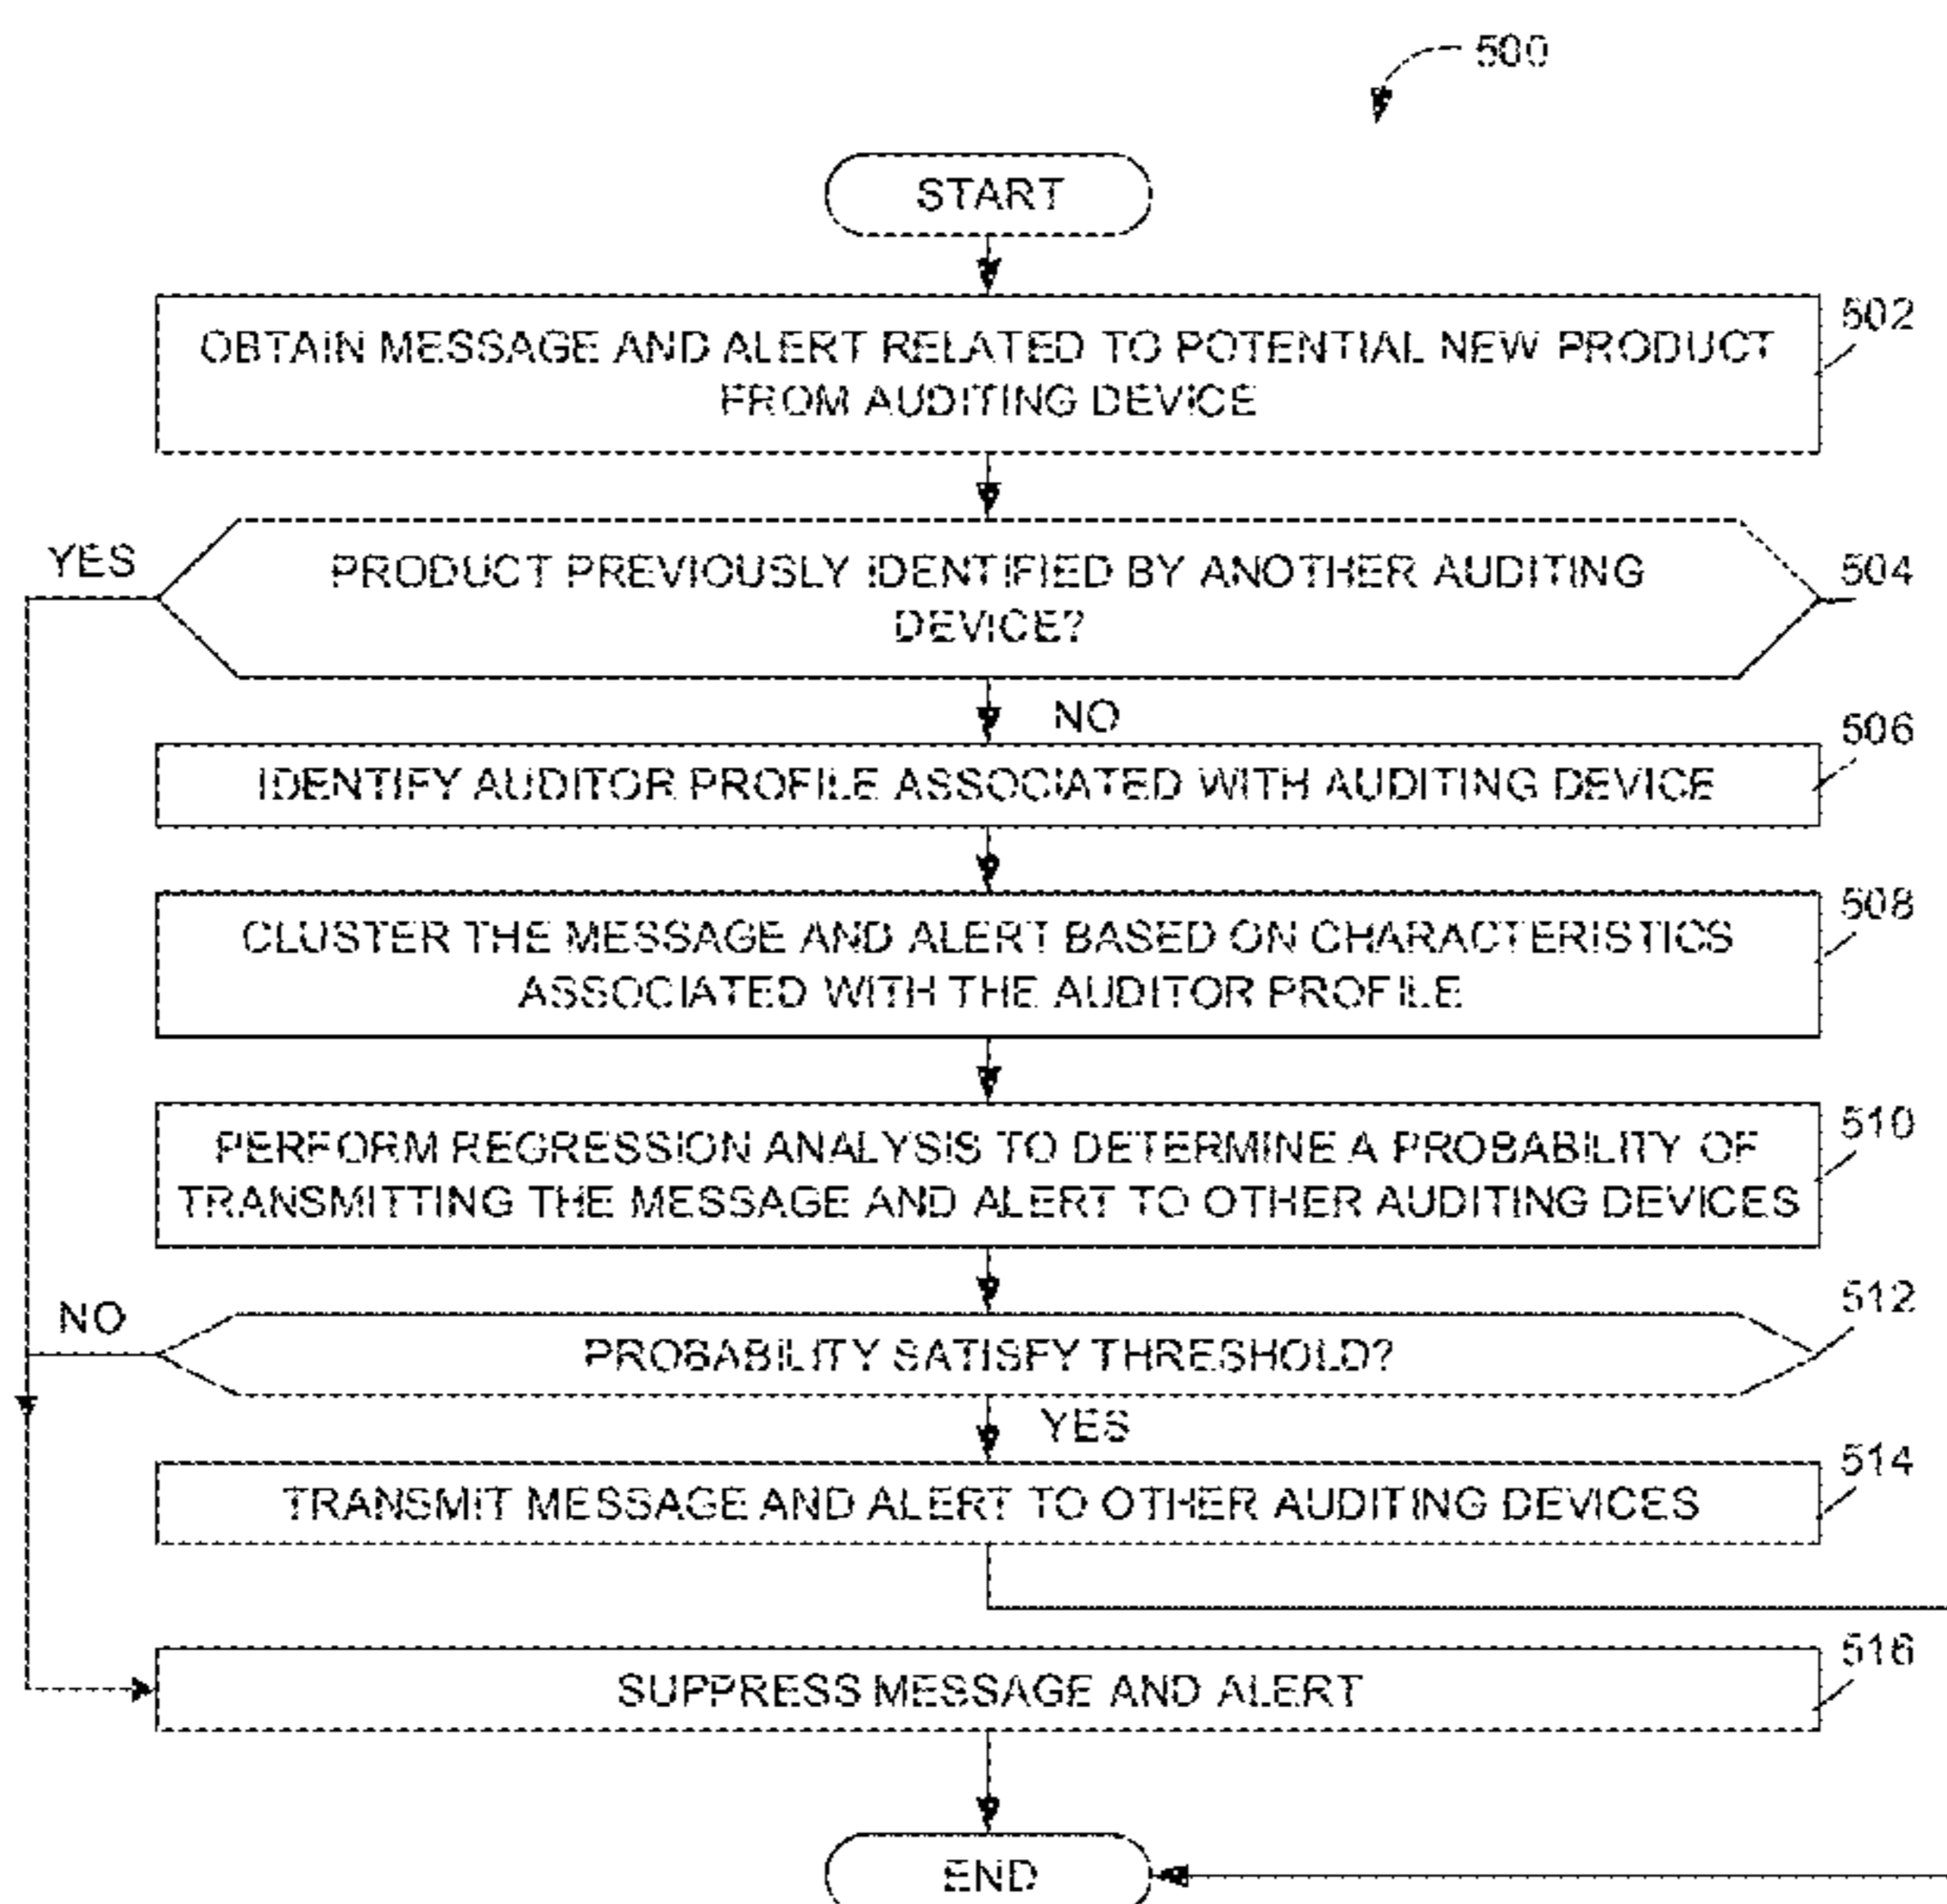 500
START
502
OBTAIN MESSAGE AND ALERT RELATED TO POTENTIAL NEW PRODUCT
FROM AUDITING DEVICE
YES
504
PRODUCT PREVIOUSLY IDENTIFIED BY ANOTHER AUDITING
DEVICE?
NO
506
IDENTIFY AUDITOR PROFILE ASSOCIATED WITH AUDITING DEVICE
508
CLUSTER THE MESSAGE AND ALERT BASED ON CHARACTERISTICS
ASSOCIATED WITH THE AUDITOR PROFILE
510
PERFORM REGRESSION ANALYSIS TO DETERMINE A PROBABILITY OF
TRANSMITTING THE MESSAGE AND ALERT TO OTHER AUDITING DEVICES
512
NO
PROBABILITY SATISFY THRESHOLD?
YES
514
TRANSMIT MESSAGE AND ALERT TO OTHER AUDITING DEVICES
516
SUPPRESS MESSAGE AND ALERT
END